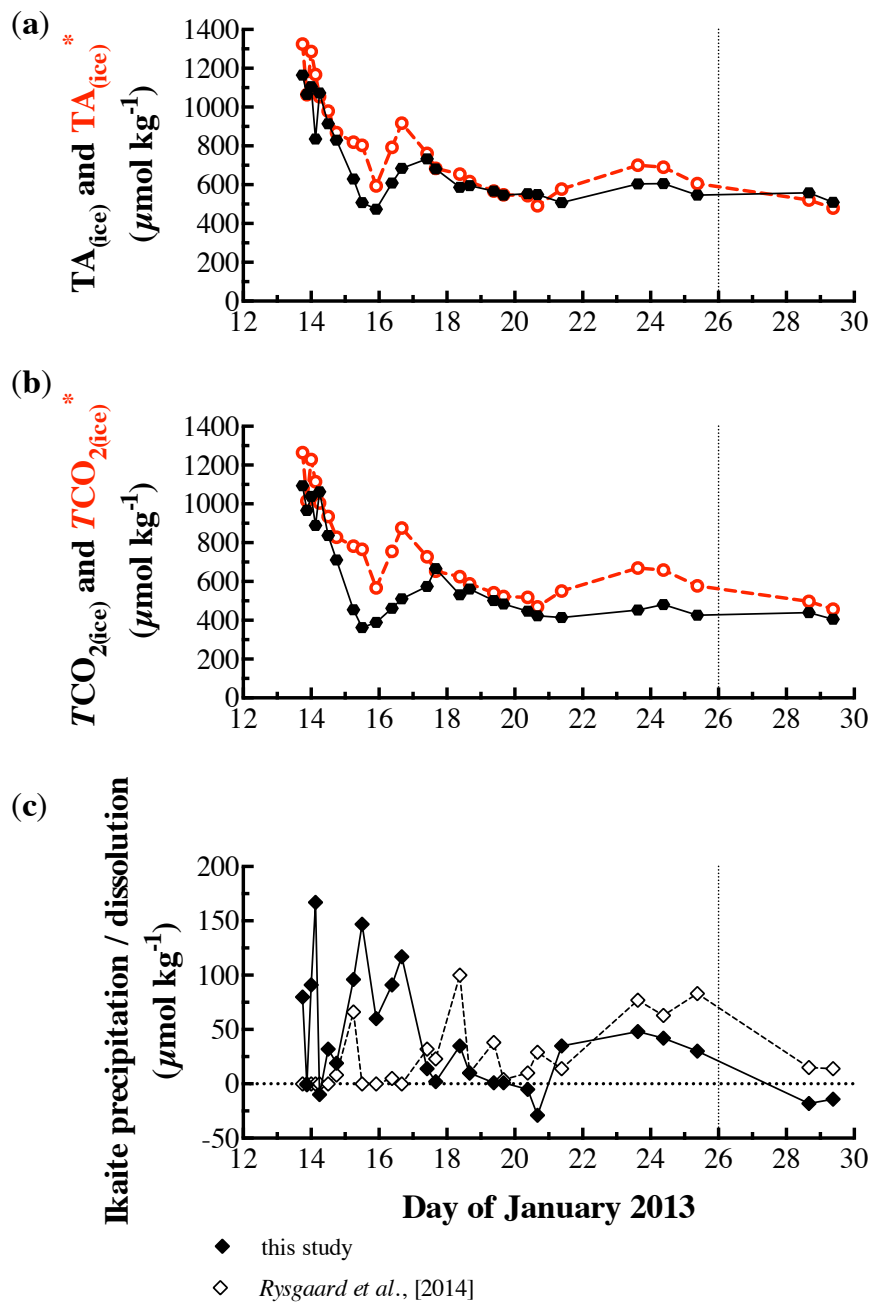 (a)
TA(ice) and TA(ice)*
(µmol kg-1)
1400
1200
1000
800
600
400
200
0
12 14 16 18 20 22 24 26 28 30
(b)
TCO2(ice) and TCO2(ice)*
(µmol kg-1)
1400
1200
1000
800
600
400
200
0
12 14 16 18 20 22 24 26 28 30
(c)
Ikaite precipitation / dissolution
(µmol kg-1)
200
150
100
50
0
-50
12 14 16 18 20 22 24 26 28 30
Day of January 2013
this study
Rysgaard et al., [2014]